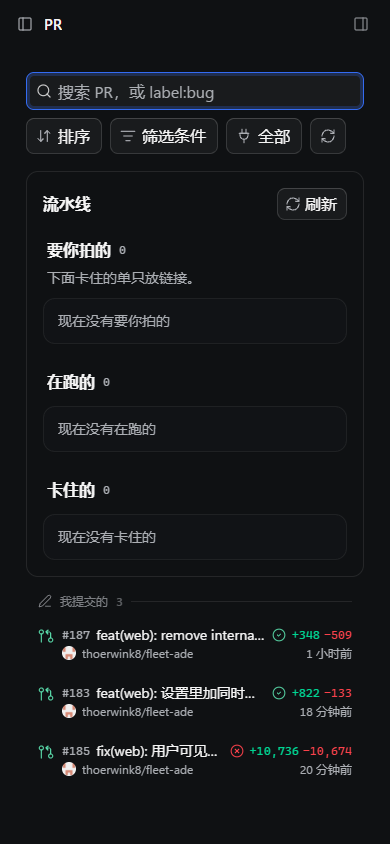 PR
搜索 PR，或 label:bug
排序 筛选条件 全部
流水线 刷新
要你拍的 0
下面卡住的单只放链接。
现在没有要你拍的
在跑的 0
现在没有在跑的
卡住的 0
现在没有卡住的
我提交的 3
#187 feat(web): remove interna... +348 −509
thoerwink8/fleet-ade 1 小时前
#183 feat(web): 设置里加同时... +822 −133
thoerwink8/fleet-ade 18 分钟前
#185 fix(web): 用户可见... +10,736 −10,674
thoerwink8/fleet-ade 20 分钟前